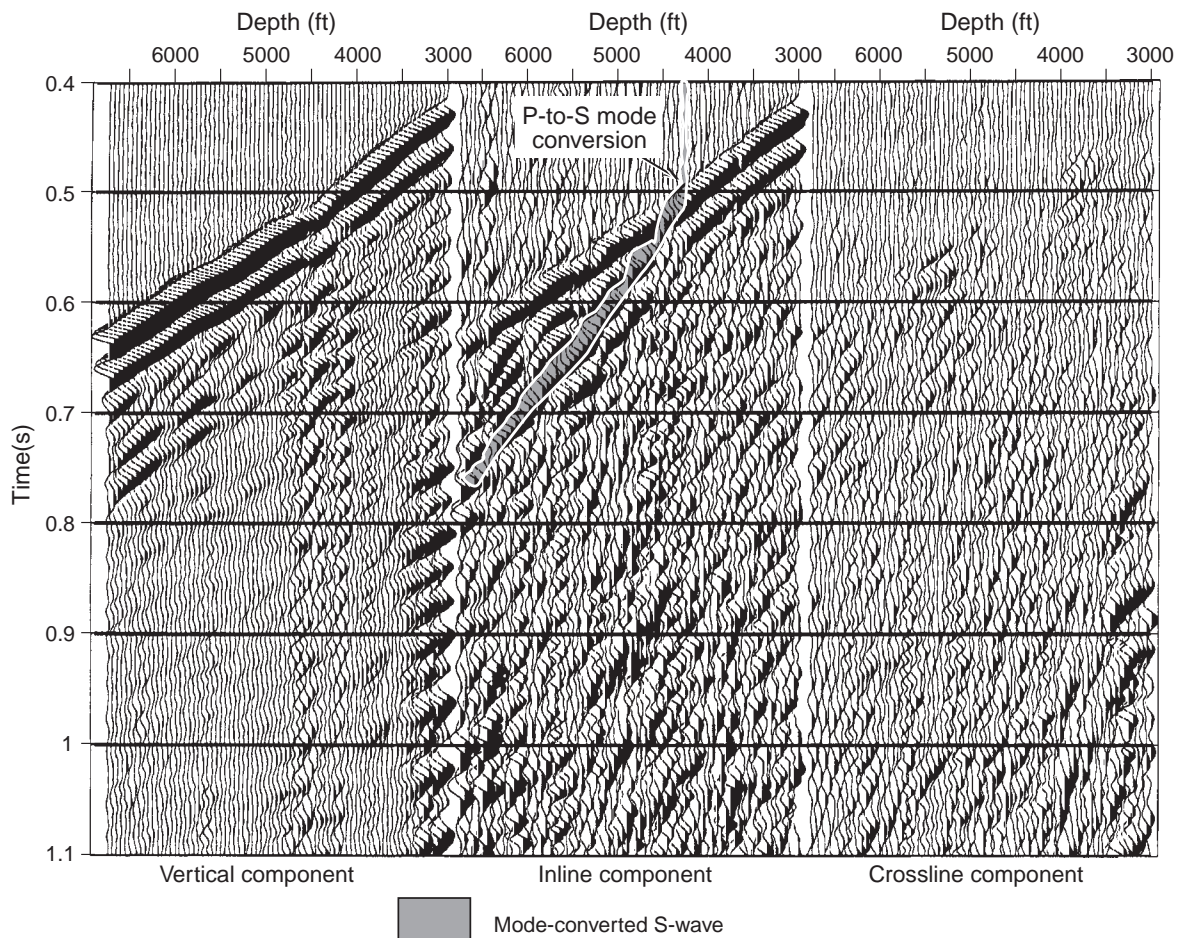 Depth (ft) Depth (ft) Depth (ft)
6000 5000 4000 3000 6000 5000 4000 3000 6000 5000 4000 3000
0.4
P-to-S mode
conversion
0.5
0.6
0.7
Time(s)
0.8
0.9
1
1.1
Vertical component Inline component Crossline component
Mode-converted S-wave